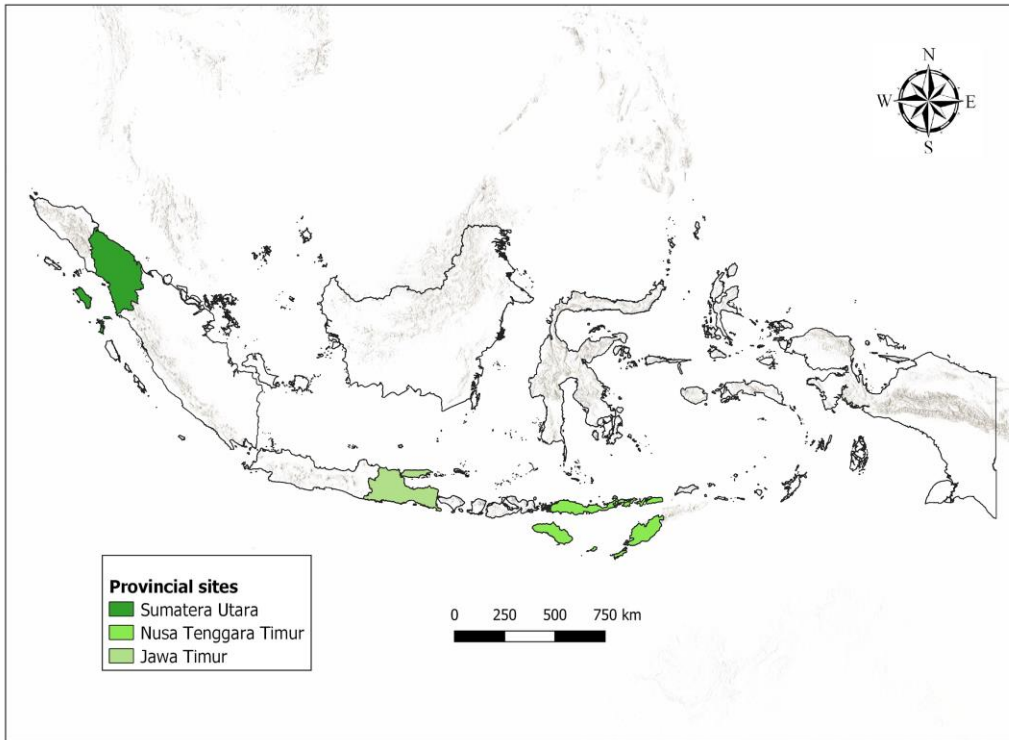 N
W E
S
Provincial sites
Sumatera Utara
Nusa Tenggara Timur
Jawa Timur
0 250 500 750 km